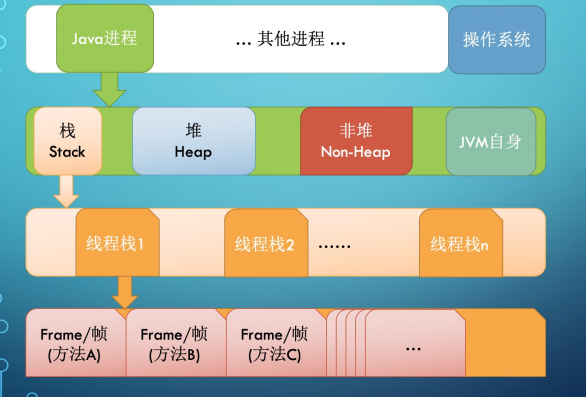 Java进程
... 其他进程 ...
操作系统
栈
Stack
堆
Heap
非堆
Non-Heap
JVM自身
线程栈1
线程栈2
......
线程栈n
Frame/帧
(方法A)
Frame/帧
(方法B)
Frame/帧
(方法C)
...